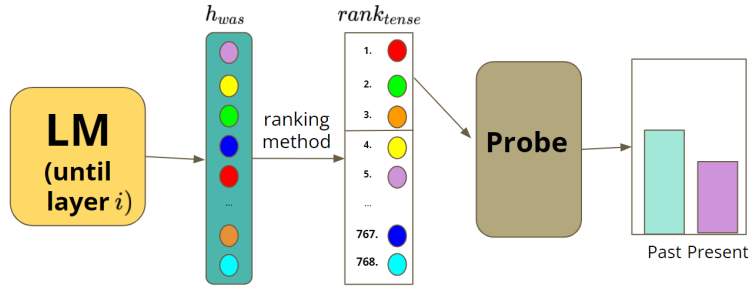 h_was
rank_tense
LM
(until
layer i)
...
ranking
method
1.
2.
3.
4.
5.
...
767.
768.
Probe
Past Present